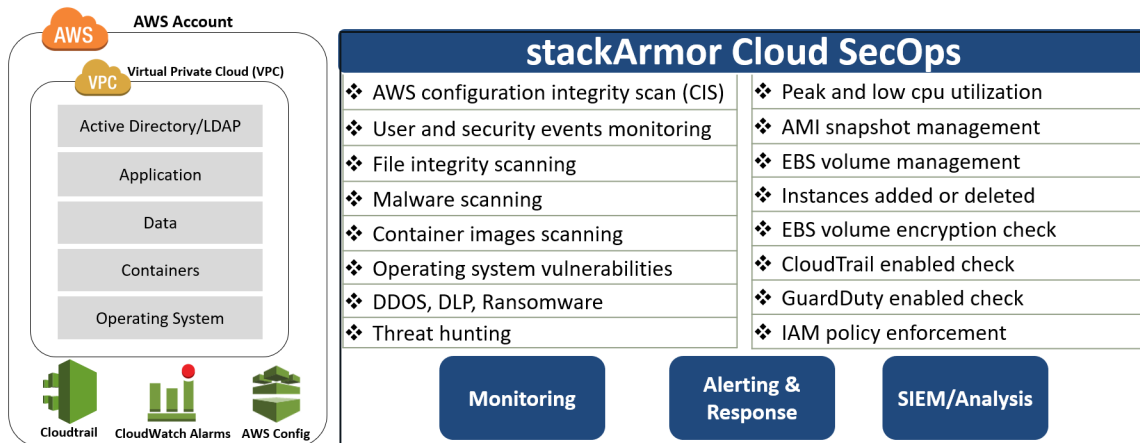 AWS Account
AWS
Virtual Private Cloud (VPC)
VPC
Active Directory/LDAP
Application
Data
Containers
Operating System
Cloudtrail
CloudWatch Alarms
AWS Config
stackArmor Cloud SecOps
❖ AWS configuration integrity scan (CIS)
❖ User and security events monitoring
❖ File integrity scanning
❖ Malware scanning
❖ Container images scanning
❖ Operating system vulnerabilities
❖ DDOS, DLP, Ransomware
❖ Threat hunting
❖ Peak and low cpu utilization
❖ AMI snapshot management
❖ EBS volume management
❖ Instances added or deleted
❖ EBS volume encryption check
❖ CloudTrail enabled check
❖ GuardDuty enabled check
❖ IAM policy enforcement
Monitoring
Alerting &
Response
SIEM/Analysis